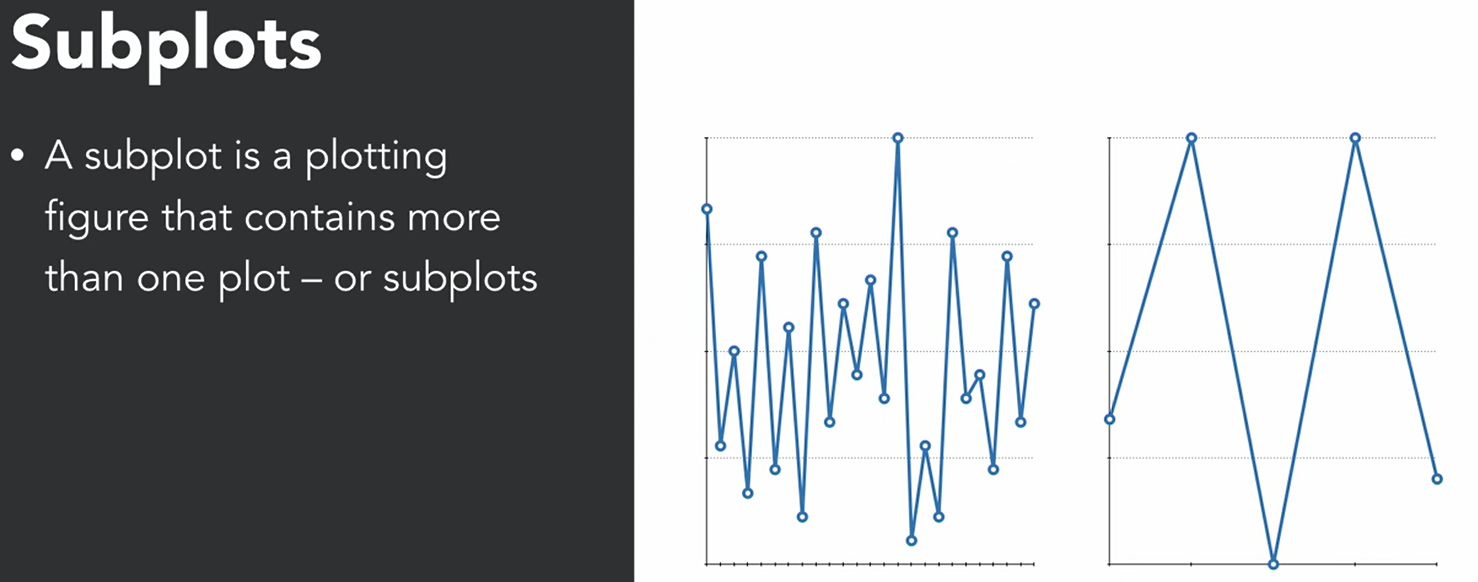 Subplots
• A subplot is a plotting
figure that contains more
than one plot – or subplots